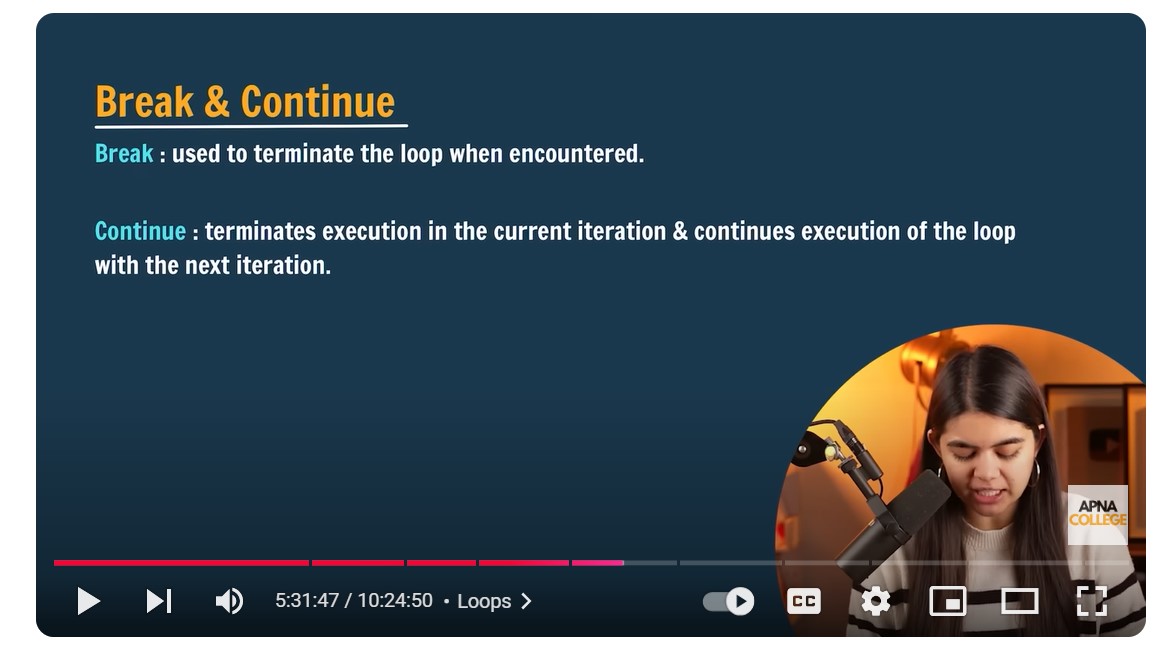 Break & Continue
Break : used to terminate the loop when encountered.
Continue : terminates execution in the current iteration & continues execution of the loop
with the next iteration.
APNA
COLLEGE
5:31:47 / 10:24:50 • Loops
CC